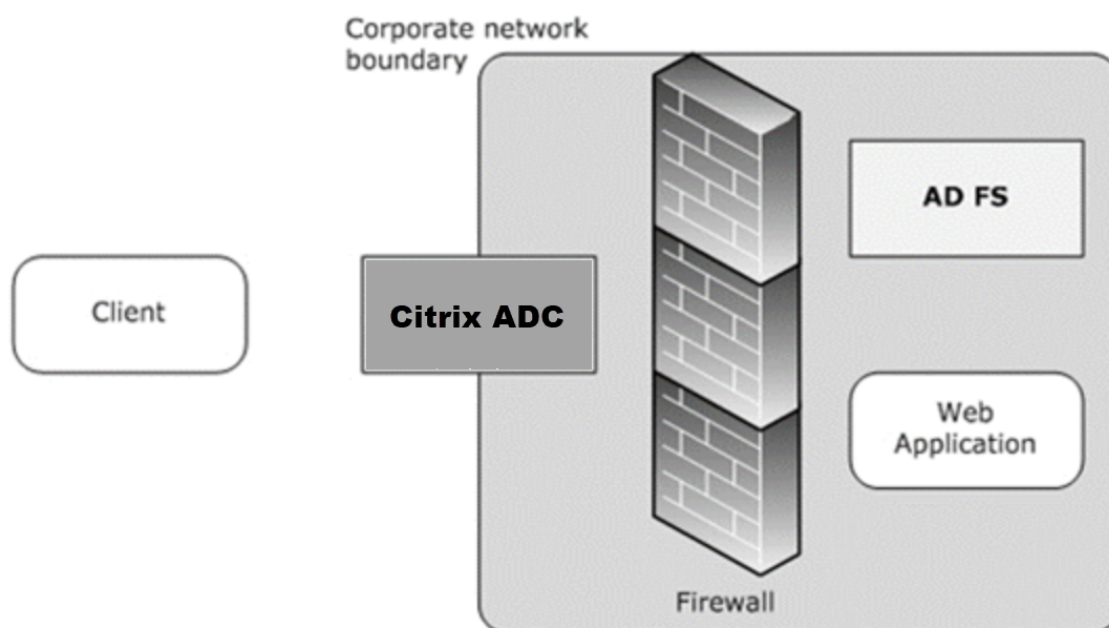 Corporate network
boundary
AD FS
Client
Citrix ADC
Web
Application
Firewall